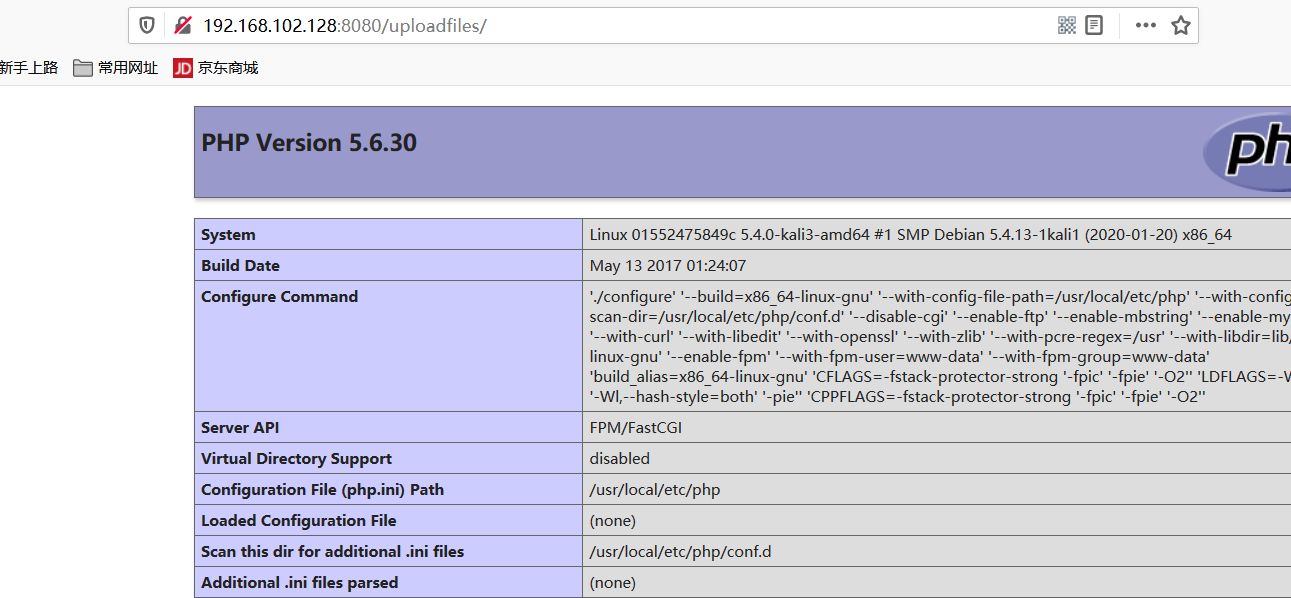 192.168.102.128:8080/uploadfiles/
新手上路 常用网址 JD 京东商城
PHP Version 5.6.30
System Linux 01552475849c 5.4.0-kali3-amd64 #1 SMP Debian 5.4.13-1kali1 (2020-01-20) x86_64
Build Date May 13 2017 01:24:07
Configure Command './configure' '--build=x86_64-linux-gnu' '--with-config-file-path=/usr/local/etc/php' '--with-config
scan-dir=/usr/local/etc/php/conf.d' '--disable-cgi' '--enable-ftp' '--enable-mbstring' '--enable-my
'--with-curl' '--with-libedit' '--with-openssl' '--with-zlib' '--with-pcre-regex=/usr' '--with-libdir=lib/
linux-gnu' '--enable-fpm' '--with-fpm-user=www-data' '--with-fpm-group=www-data'
'build_alias=x86_64-linux-gnu' 'CFLAGS=-fstack-protector-strong '-fpic' '-fpie' '-O2'' 'LDFLAGS=-W
'-Wl,--hash-style=both' '-pie'' 'CPPFLAGS=-fstack-protector-strong '-fpic' '-fpie' '-O2''
Server API FPM/FastCGI
Virtual Directory Support disabled
Configuration File (php.ini) Path /usr/local/etc/php
Loaded Configuration File (none)
Scan this dir for additional .ini files /usr/local/etc/php/conf.d
Additional .ini files parsed (none)